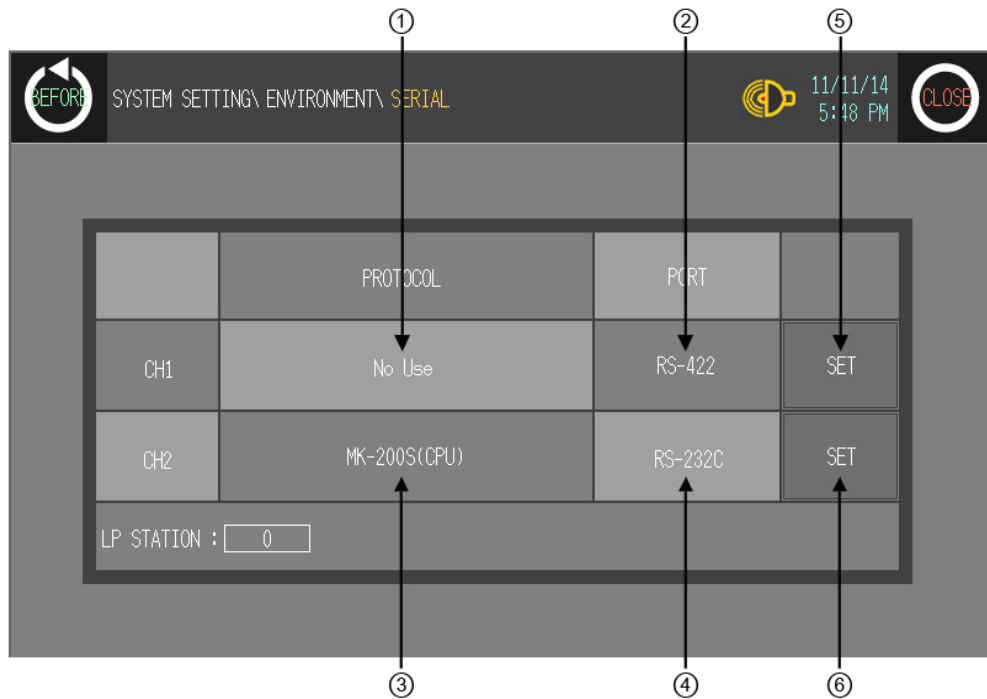 ① ② ⑤
BEFORE SYSTEM SETTING\ ENVIRONMENT\ SERIAL 11/11/14 CLOSE
5:48 PM
PROTOCOL PORT
CH1 No Use RS-422 SET
CH2 MK-200S(CPU) RS-232C SET
LP STATION : 0
③ ④ ⑥